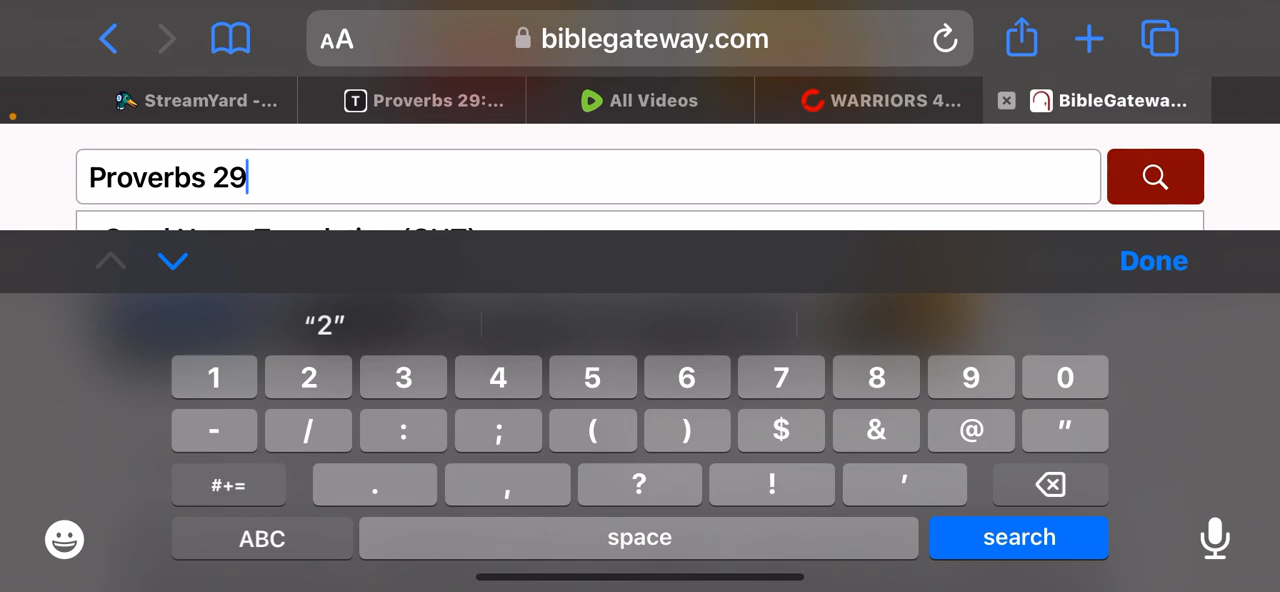 AA biblegateway.com
StreamYard -... T Proverbs 29:... All Videos WARRIORS 4... BibleGatewa...
Proverbs 29
Done
“2”
1 2 3 4 5 6 7 8 9 0
- / : ; ( ) $ & @ "
#+= . , ? ! '
ABC space search